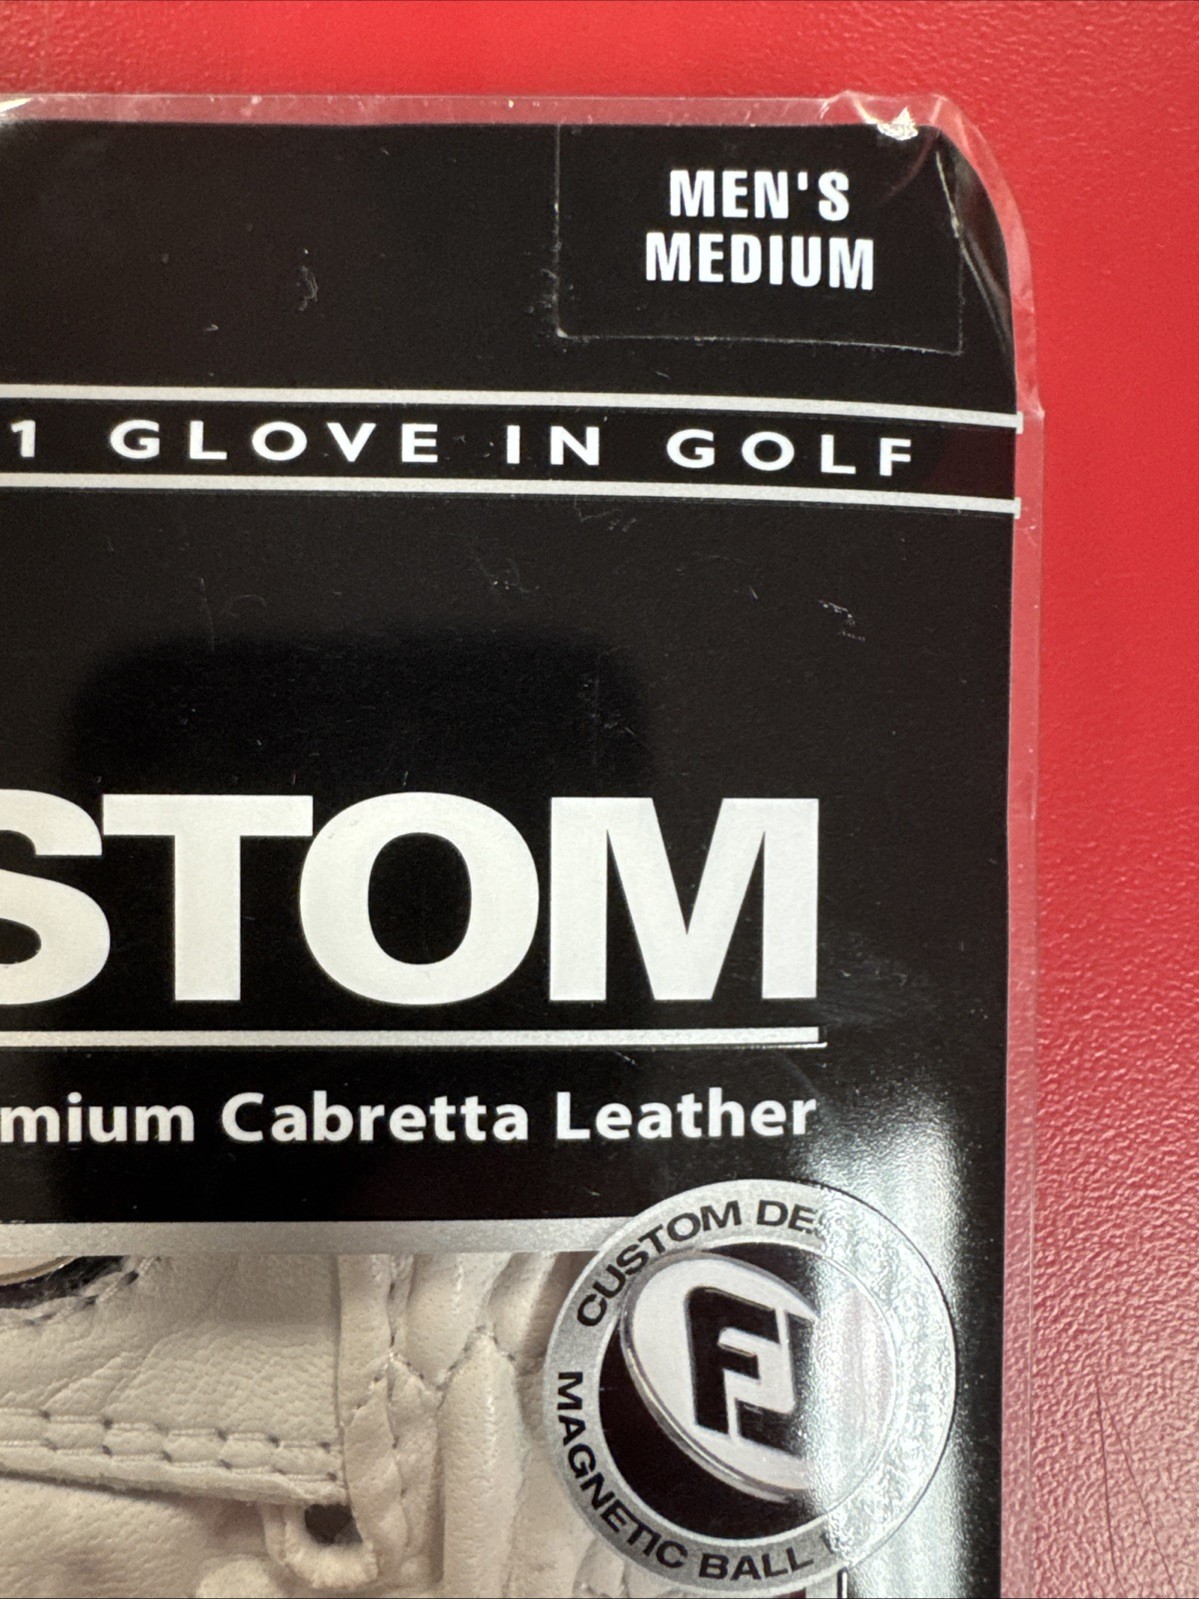 MEN'S
MEDIUM
1 GLOVE IN GOLF
STOM
mium Cabretta Leather
CUSTOM DE
FJ
MAGNETIC BALL